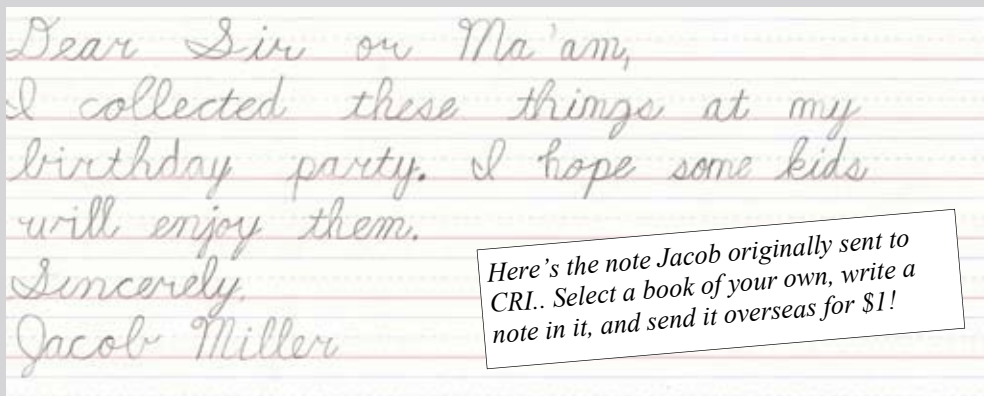 Dear Sir or Ma'am,
I collected these things at my
birthday party. I hope some kids
will enjoy them.
Sincerely,
Jacob Miller
Here's the note Jacob originally sent to
CRI.. Select a book of your own, write a
note in it, and send it overseas for $1!